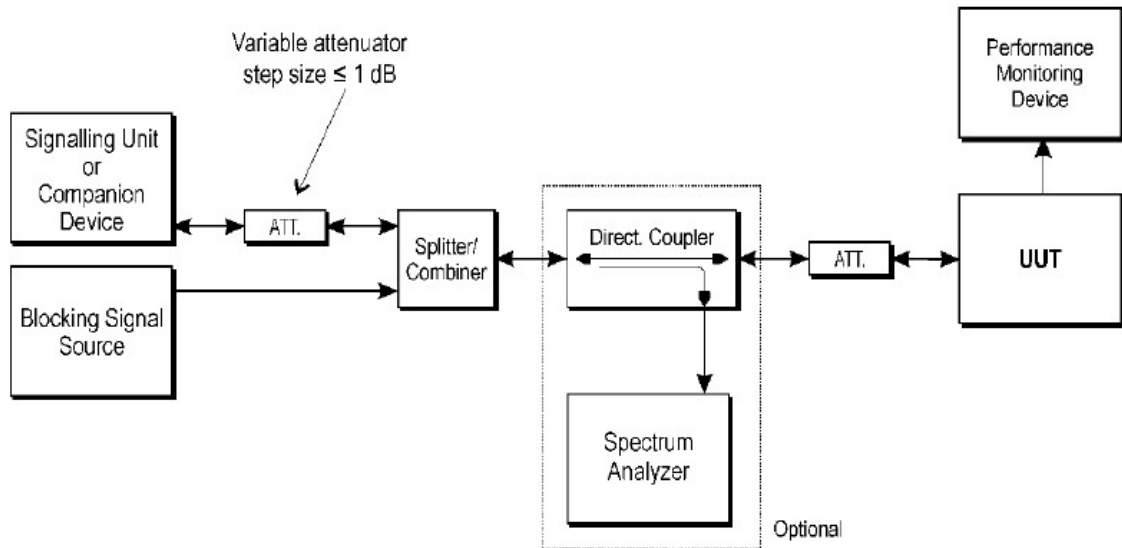 Variable attenuator
step size ≤ 1 dB
Performance
Monitoring
Device
Signalling Unit
or
Companion
Device
ATT.
Splitter/
Combiner
Direct. Coupler
ATT.
UUT
Blocking Signal
Source
Spectrum
Analyzer
Optional